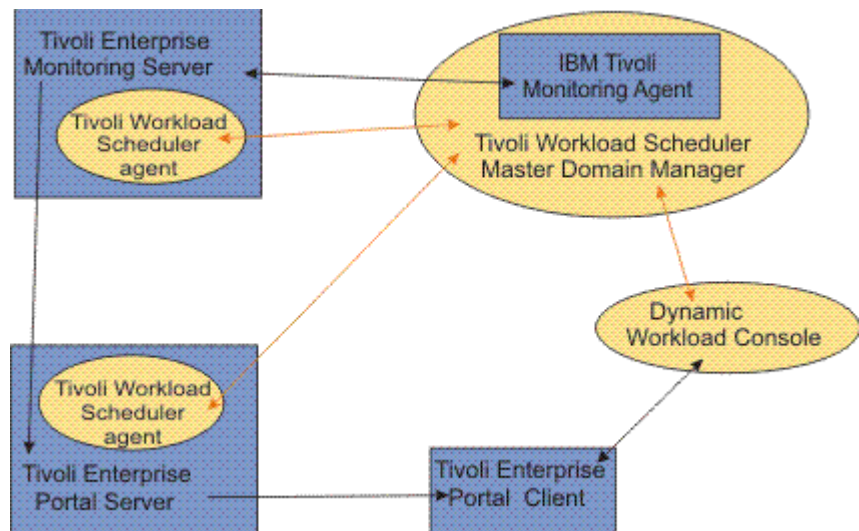 Tivoli Enterprise
Monitoring Server
Tivoli Workload
Scheduler
agent
IBM Tivoli
Monitoring Agent
Tivoli Workload Scheduler
Master Domain Manager
Dynamic
Workload Console
Tivoli Workload
Scheduler
agent
Tivoli Enterprise
Portal Server
Tivoli Enterprise
Portal Client